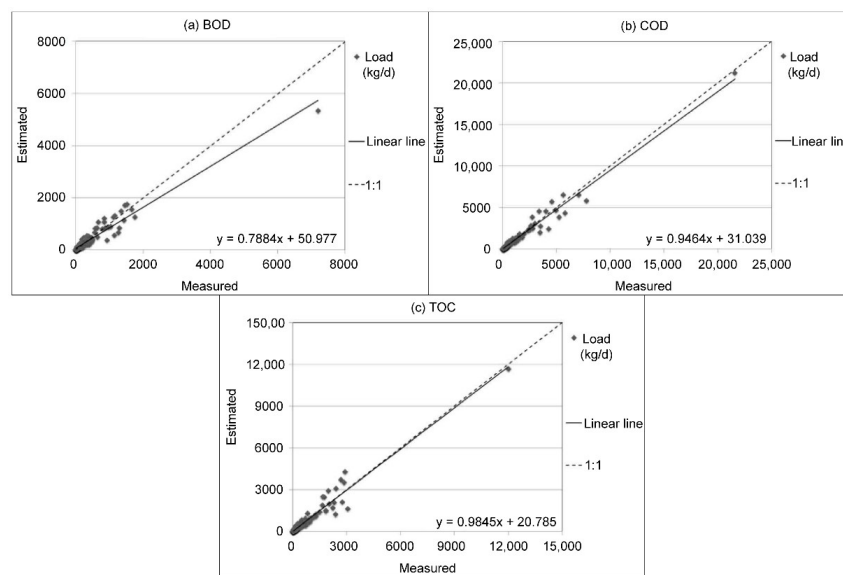 (a) BOD
8000
6000
4000
2000
0
Estimated
0 2000 4000 6000 8000
Measured
Load
(kg/d)
Linear line
1:1
y = 0.7884x + 50.977
(b) COD
25,000
20,000
15,000
10,000
5000
0
Estimated
0 5000 10,000 15,000 20,000 25,000
Measured
Load
(kg/d)
Linear lin
1:1
y = 0.9464x + 31.039
(c) TOC
150,00
12,000
9000
6000
3000
0
Estimated
0 3000 6000 9000 12,000 15,000
Measured
Load
(kg/d)
Linear line
1:1
y = 0.9845x + 20.785